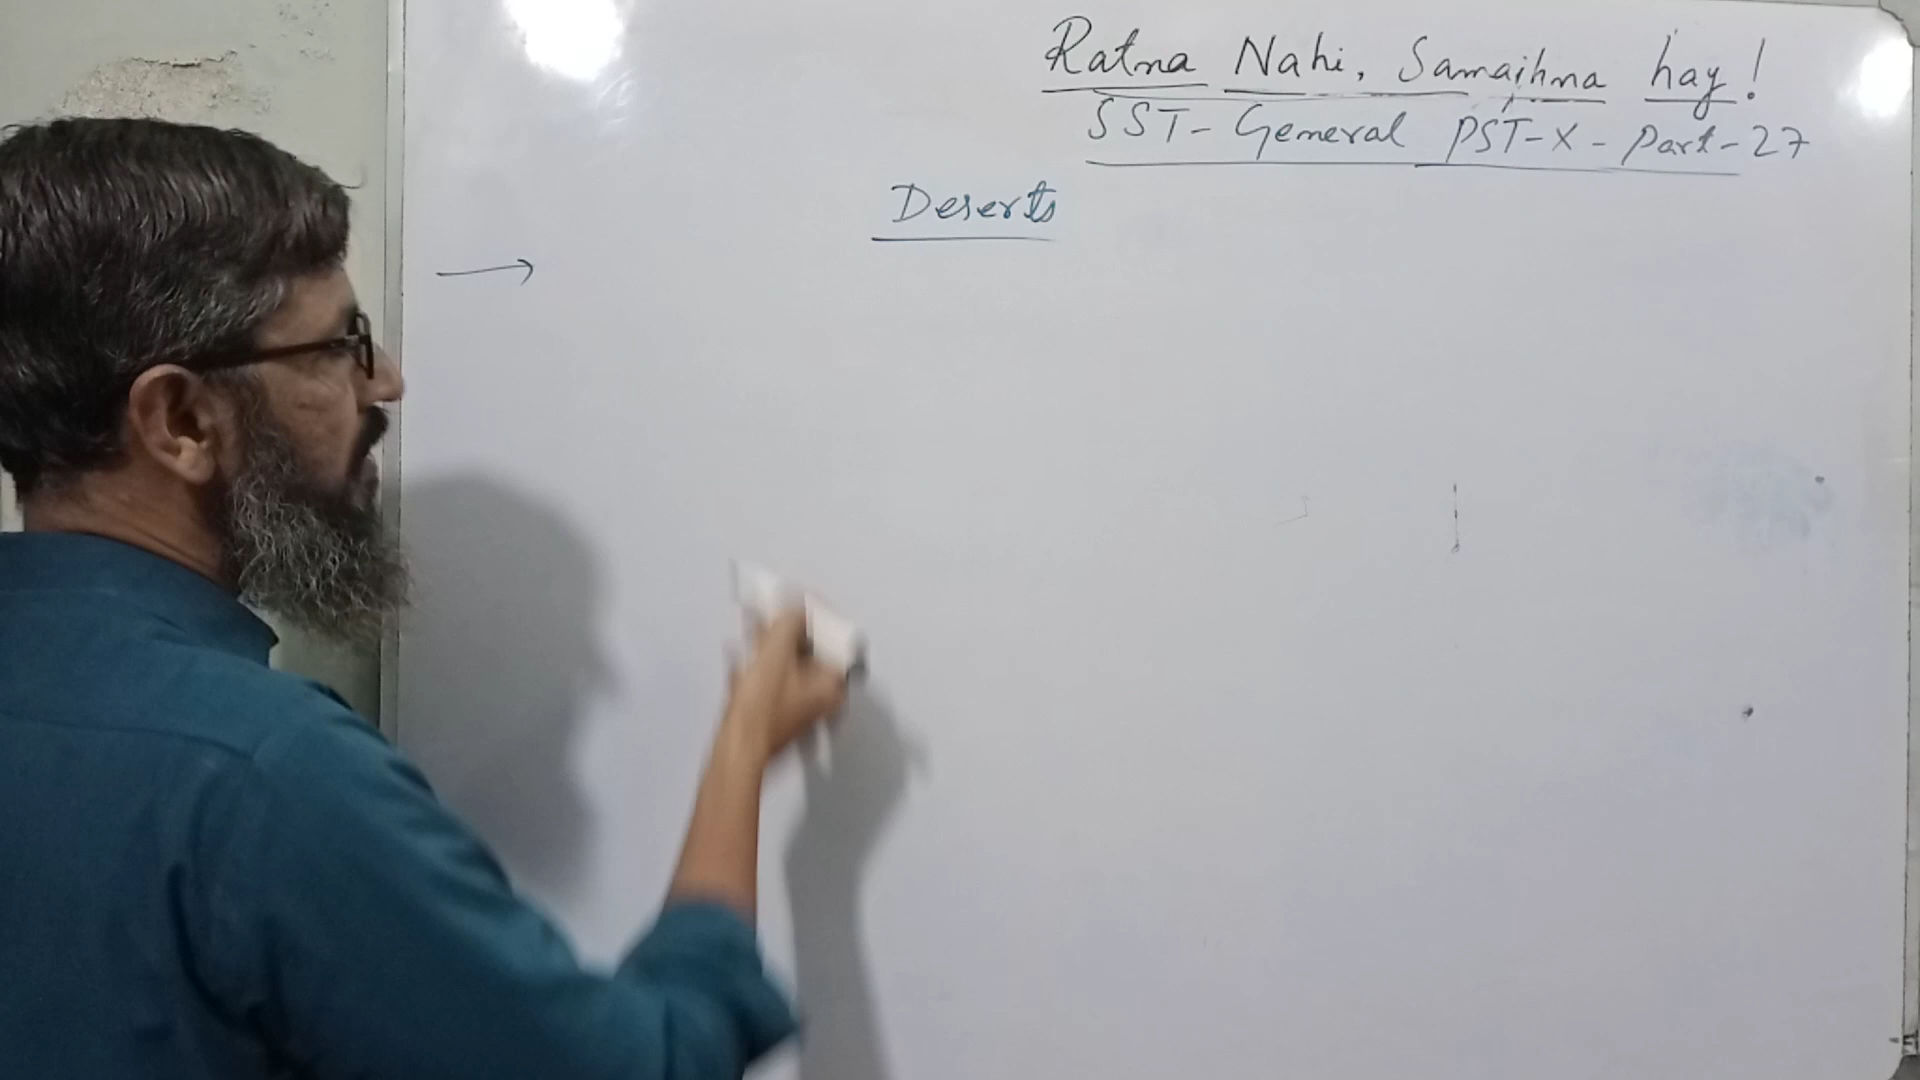 Ratna Nahi, Samajhna hay!
SST- General PST-X- Part-27
Deserts